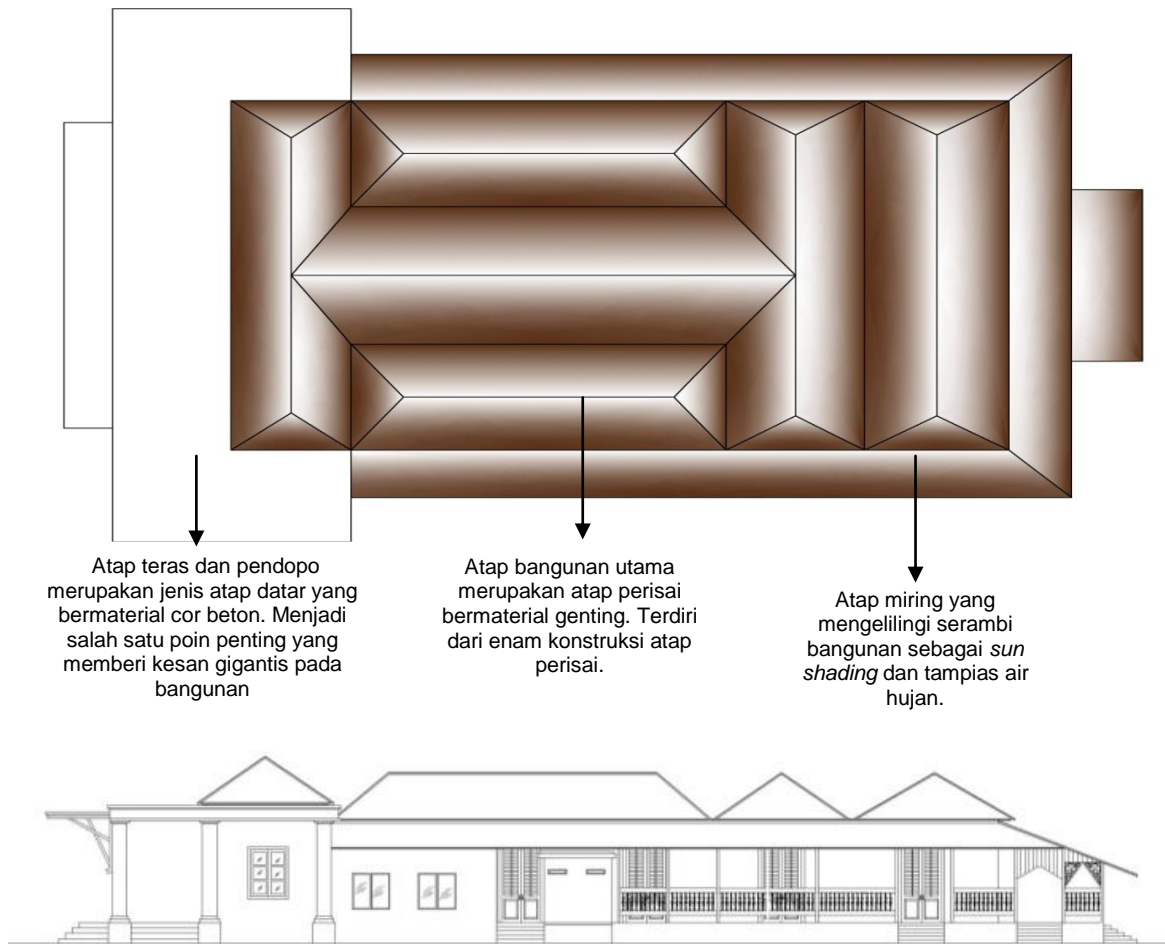 Atap teras dan pendopo
merupakan jenis atap datar yang
bermaterial cor beton. Menjadi
salah satu poin penting yang
memberi kesan gigantis pada
bangunan
Atap bangunan utama
merupakan atap perisai
bermaterial genting. Terdiri
dari enam konstruksi atap
perisai.
Atap miring yang
mengelilingi serambi
bangunan sebagai sun
shading dan tampias air
hujan.